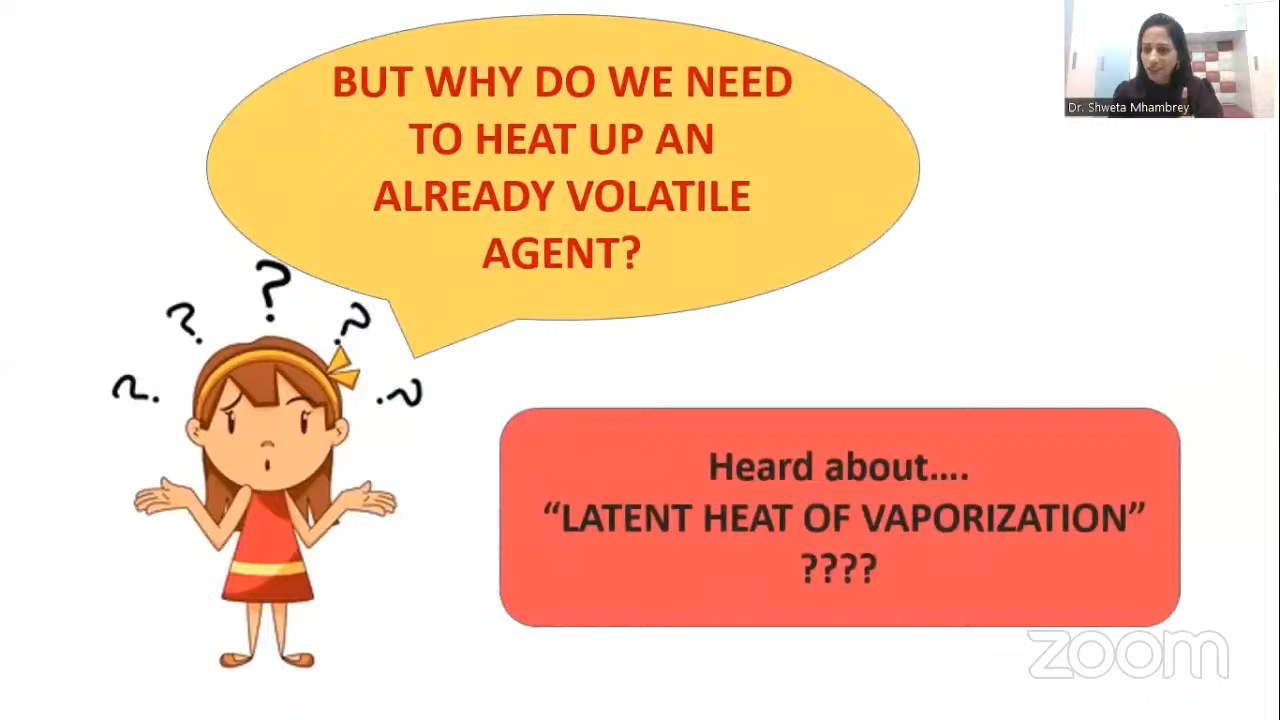 BUT WHY DO WE NEED
TO HEAT UP AN
ALREADY VOLATILE
AGENT?
Dr. Shweta Mhambrey
? ? ? ? ?
Heard about....
“LATENT HEAT OF VAPORIZATION”
????
zoom